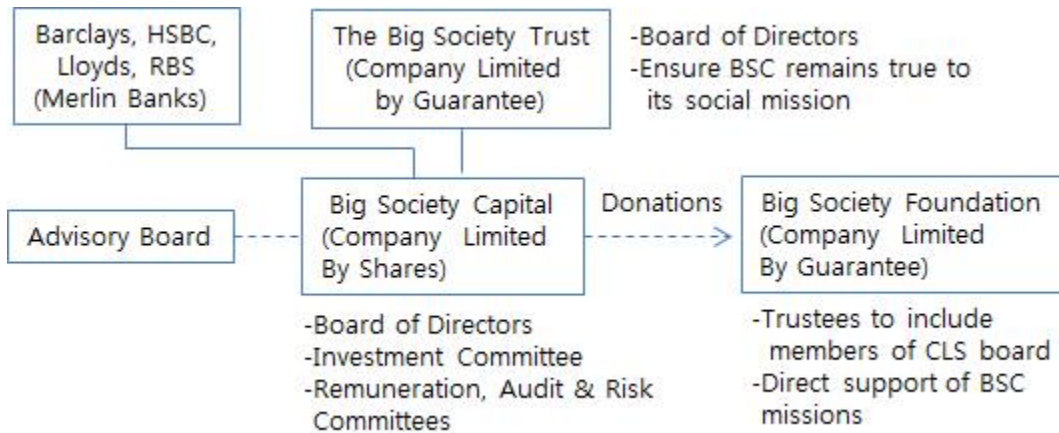 Barclays, HSBC,
Lloyds, RBS
(Merlin Banks)
The Big Society Trust
(Company Limited
by Guarantee)
-Board of Directors
-Ensure BSC remains true to
its social mission
Advisory Board
Big Society Capital
(Company Limited
By Shares)
Donations
Big Society Foundation
(Company Limited
By Guarantee)
-Board of Directors
-Investment Committee
-Remuneration, Audit & Risk
Committees
-Trustees to include
members of CLS board
-Direct support of BSC
missions